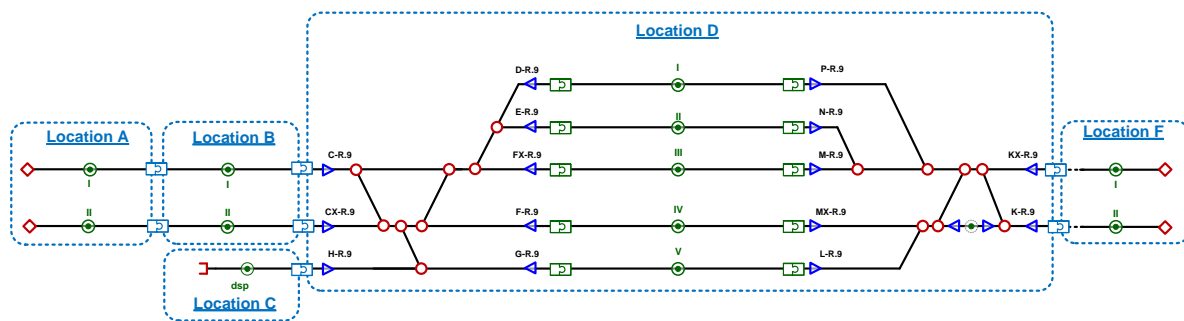 Location D
I
D-R.9
P-R.9
II
E-R.9
N-R.9
Location A
Location B
Location F
III
C-R.9
FX-R.9
M-R.9
KX-R.9
I
I
I
IV
CX-R.9
F-R.9
MX-R.9
K-R.9
II
II
II
V
H-R.9
G-R.9
L-R.9
dsp
Location C